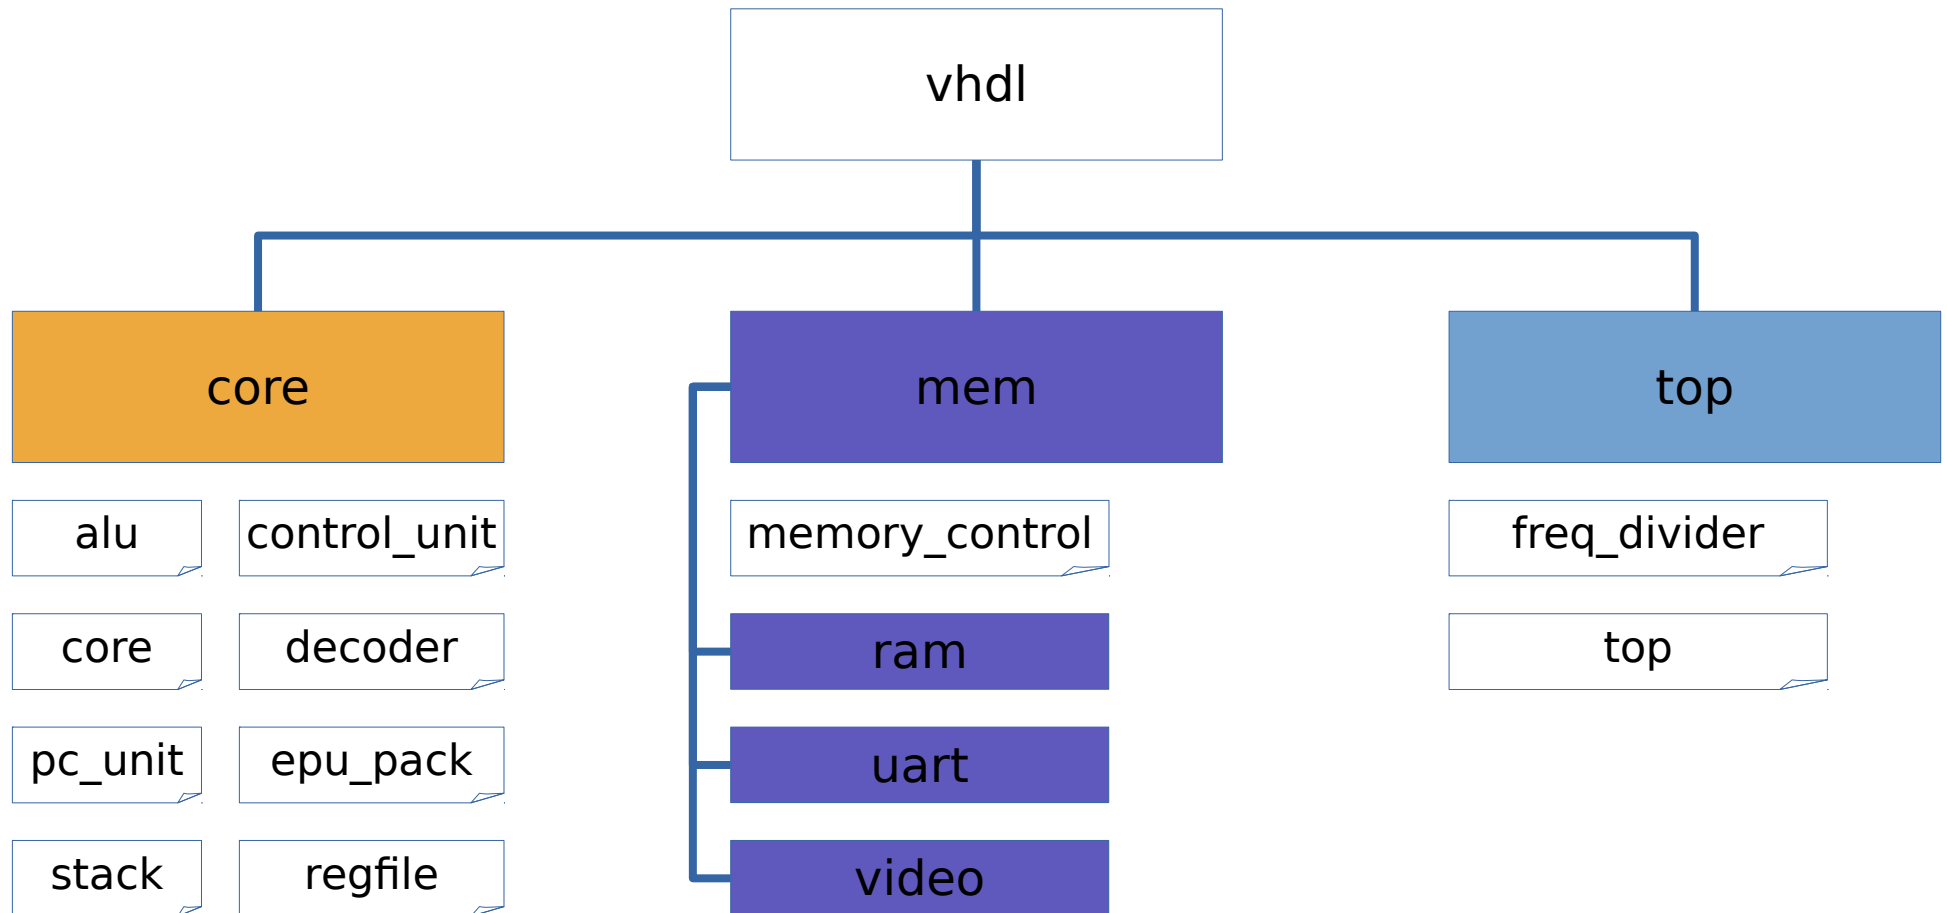 vhdl
core
mem
top
alu
control_unit
memory_control
freq_divider
core
decoder
ram
top
pc_unit
epu_pack
uart
stack
regfile
video